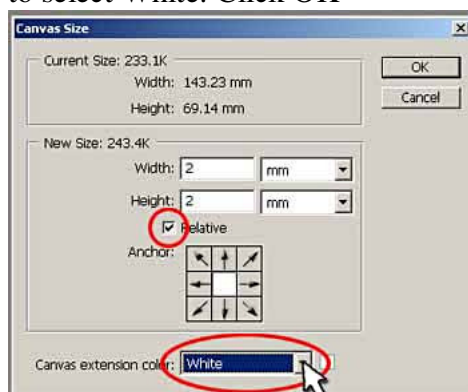 to select White. Click OK
Canvas Size
Current Size: 233.1K
Width: 143.23 mm
Height: 69.14 mm
OK
Cancel
New Size: 243.4K
Width: 2 mm
Height: 2 mm
Relative
Anchor:
Canvas extension color: White